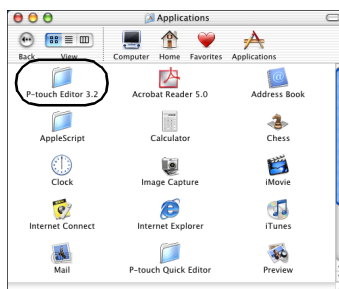 Applications
Back View Computer Home Favorites Applications
P-touch Editor 3.2 Acrobat Reader 5.0 Address Book
AppleScript Calculator Chess
Clock Image Capture iMovie
Internet Connect Internet Explorer iTunes
Mail P-touch Quick Editor Preview